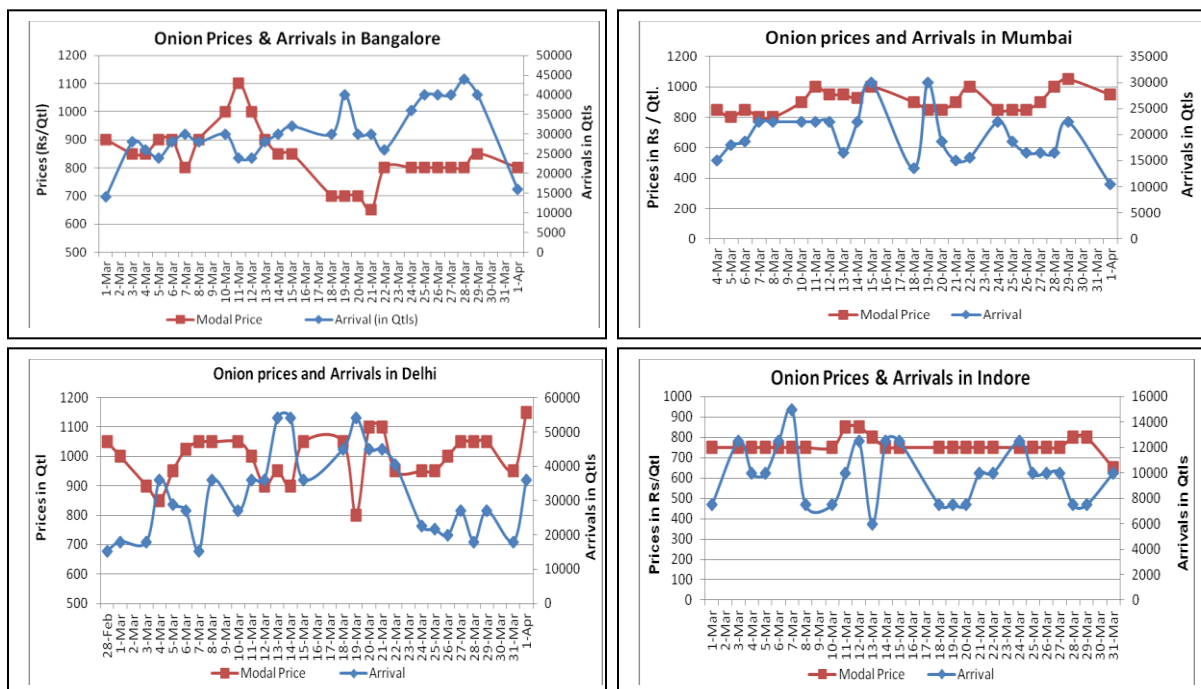 Onion Prices & Arrivals in Bangalore
Prices (Rs/Qtl)
1200
1100
1000
900
800
700
600
500
50000
45000
40000
35000
30000
25000
20000
15000
10000
5000
0
Arrivals in Qtls
1-Mar
2-Mar
3-Mar
4-Mar
5-Mar
6-Mar
7-Mar
8-Mar
9-Mar
10-Mar
11-Mar
12-Mar
13-Mar
14-Mar
15-Mar
16-Mar
17-Mar
18-Mar
19-Mar
20-Mar
21-Mar
22-Mar
23-Mar
24-Mar
25-Mar
26-Mar
27-Mar
28-Mar
29-Mar
30-Mar
31-Mar
1-Apr
Modal Price
Arrival (in Qtls)
Onion prices and Arrivals in Mumbai
Prices in Rs / Qtl.
1200
1000
800
600
400
200
0
35000
30000
25000
20000
15000
10000
5000
0
Arrivals in Qtls
4-Mar
5-Mar
6-Mar
7-Mar
8-Mar
9-Mar
10-Mar
11-Mar
12-Mar
13-Mar
14-Mar
15-Mar
16-Mar
17-Mar
18-Mar
19-Mar
20-Mar
21-Mar
22-Mar
23-Mar
24-Mar
25-Mar
26-Mar
27-Mar
28-Mar
29-Mar
30-Mar
31-Mar
1-Apr
Modal Price
Arrival
Onion prices and Arrivals in Delhi
Prices in Qtl
1200
1100
1000
900
800
700
600
500
60000
50000
40000
30000
20000
10000
0
Arrivals in Qtls
28-Feb
1-Mar
2-Mar
3-Mar
4-Mar
5-Mar
6-Mar
7-Mar
8-Mar
9-Mar
10-Mar
11-Mar
12-Mar
13-Mar
14-Mar
15-Mar
16-Mar
17-Mar
18-Mar
19-Mar
20-Mar
21-Mar
22-Mar
23-Mar
24-Mar
25-Mar
26-Mar
27-Mar
28-Mar
29-Mar
30-Mar
31-Mar
1-Apr
Modal Price
Arrival
Onion Prices & Arrivals in Indore
Prices in Rs/Qtl
1000
900
800
700
600
500
400
300
200
100
0
16000
14000
12000
10000
8000
6000
4000
2000
0
Arrivals in Qtls
1-Mar
2-Mar
3-Mar
4-Mar
5-Mar
6-Mar
7-Mar
8-Mar
9-Mar
10-Mar
11-Mar
12-Mar
13-Mar
14-Mar
15-Mar
16-Mar
17-Mar
18-Mar
19-Mar
20-Mar
21-Mar
22-Mar
23-Mar
24-Mar
25-Mar
26-Mar
27-Mar
28-Mar
29-Mar
30-Mar
31-Mar
Modal Price
Arrival